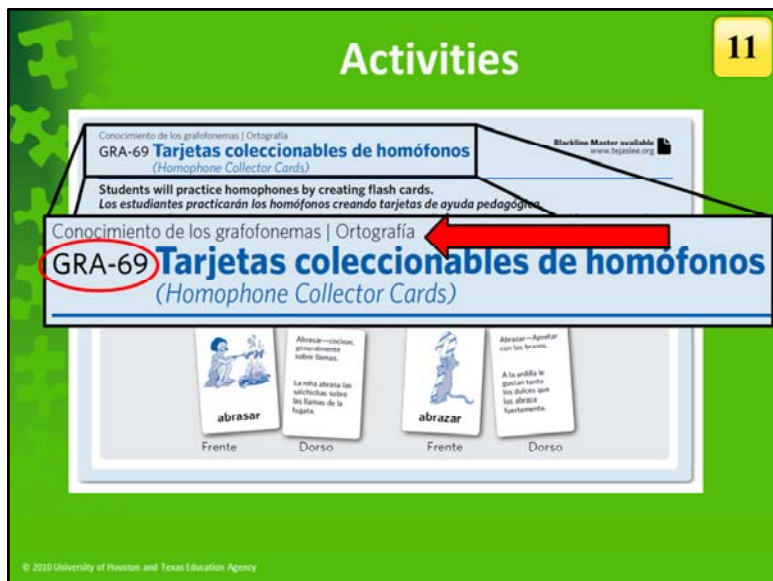 Activities
11
Conocimiento de los grafofonemas | Ortografía
GRA-69 Tarjetas coleccionables de homófonos
(Homophone Collector Cards)
Blackline Master available
www.tejaslee.org
Students will practice homophones by creating flash cards.
Los estudiantes practicarán los homófonos creando tarjetas de ayuda pedagógica.
Conocimiento de los grafofonemas | Ortografía
GRA-69 Tarjetas coleccionables de homófonos
(Homophone Collector Cards)
abrasar
Abrasar—cocinar,
generalmente
sobre llamas.
La niña abrasa las
salchichas sobre
las llamas de la
fogata.
abrazar
Abrazar—Apretar
con los brazos.
A la ardilla le
gustan tanto
los dulces que
los abraza
fuertemente.
Frente
Dorso
Frente
Dorso
© 2010 University of Houston and Texas Education Agency